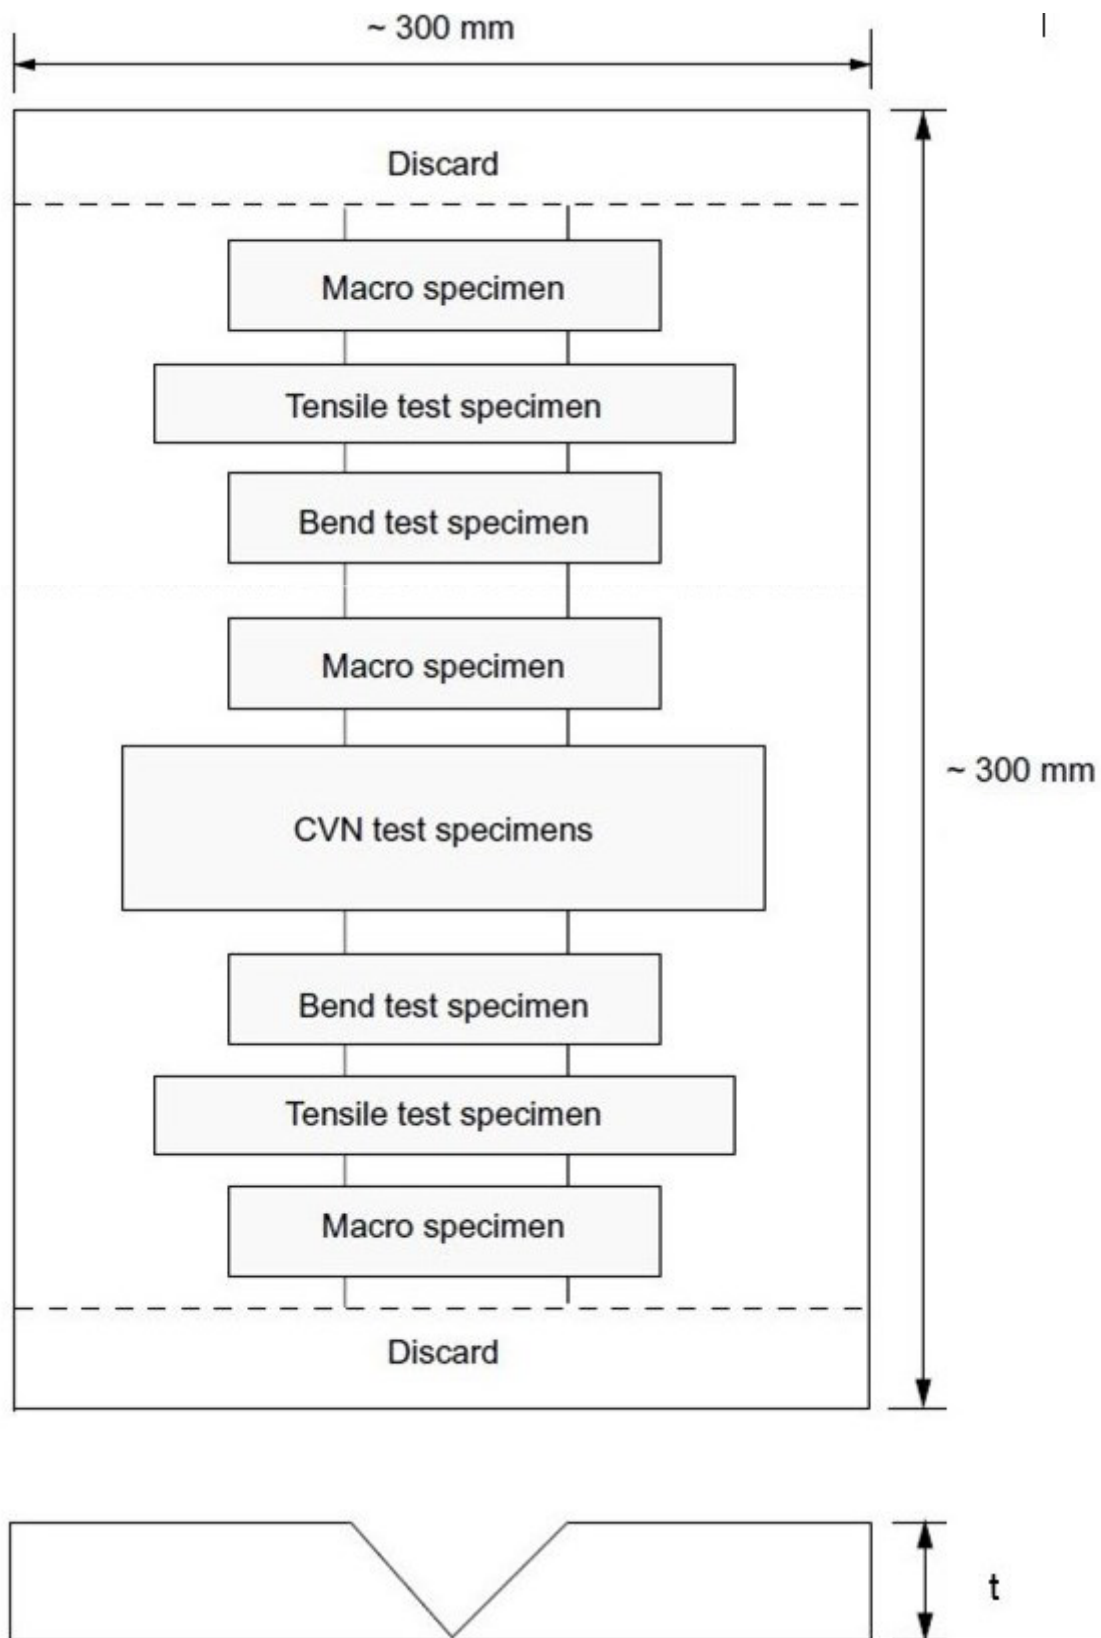 ~ 300 mm
Discard
Macro specimen
Tensile test specimen
Bend test specimen
Macro specimen
CVN test specimens
~ 300 mm
Bend test specimen
Tensile test specimen
Macro specimen
Discard
t